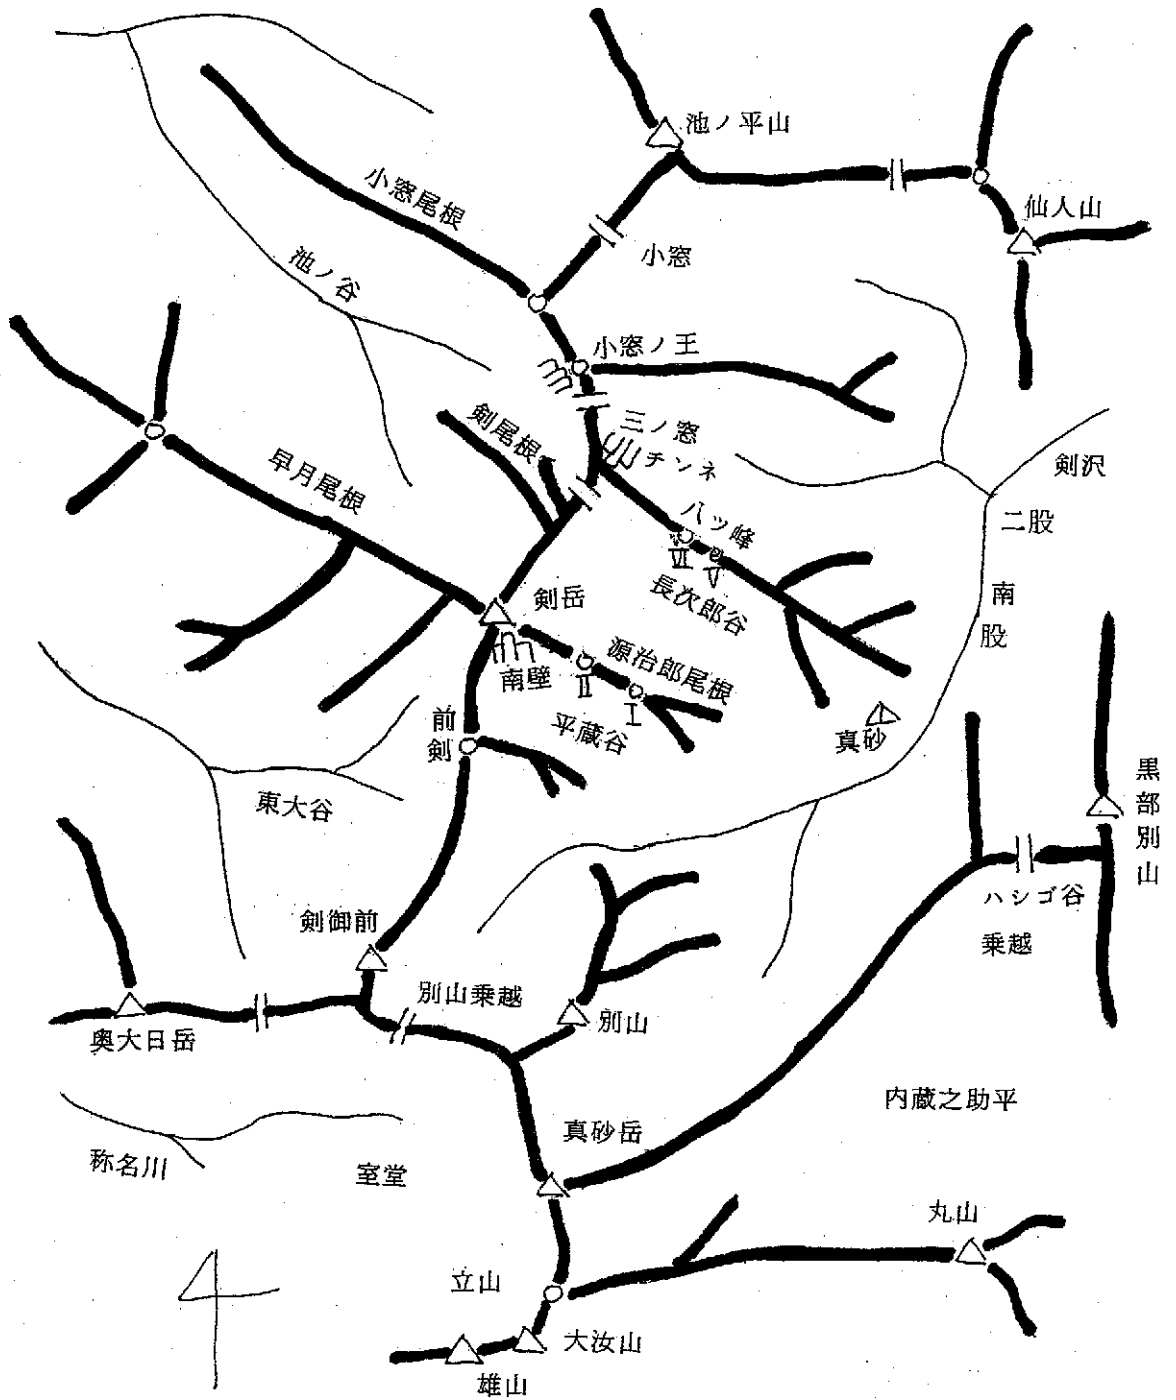 池ノ平山
小窓尾根
仙人山
小窓
池ノ谷
小窓ノ王
三ノ窓
剣尾根
チンネ
剣沢
早月尾根
八ッ峰
二股
VI
V
長次郎谷
南股
剣岳
源治郎尾根
南壁
II
I
前剣
平蔵谷
真砂
東大谷
黒部別山
ハシゴ谷
乗越
剣御前
別山乗越
別山
奥大日岳
内蔵之助平
真砂岳
称名川
室堂
丸山
立山
大汝山
雄山